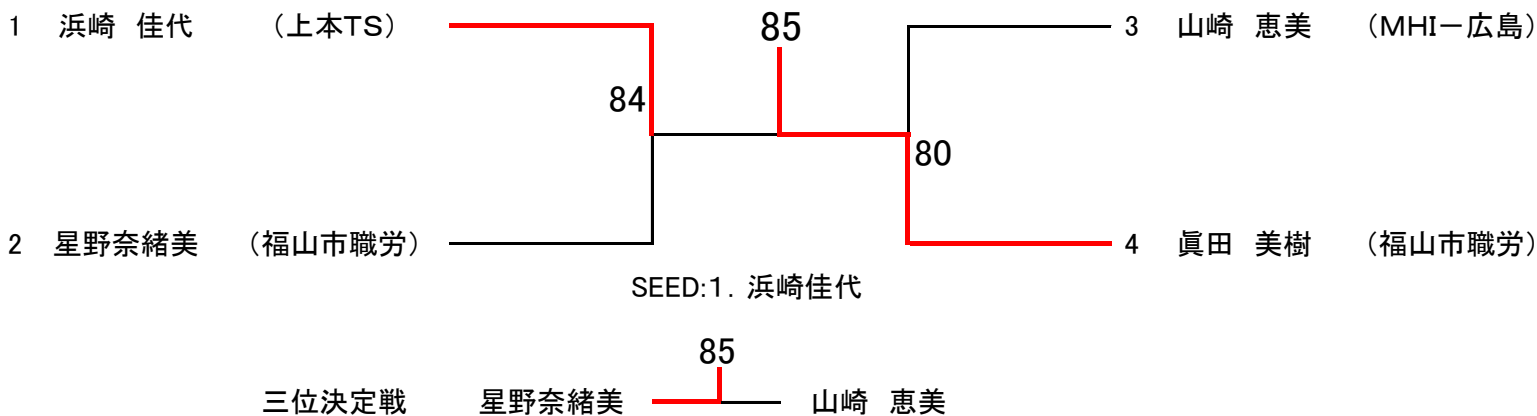 1 浜崎 佳代 （上本TS）
85
3 山崎 恵美 （MHI－広島）
84
80
2 星野奈緒美 （福山市職労）
4 眞田 美樹 （福山市職労）
SEED:1. 浜崎佳代
85
三位決定戦 星野奈緒美 山崎 恵美